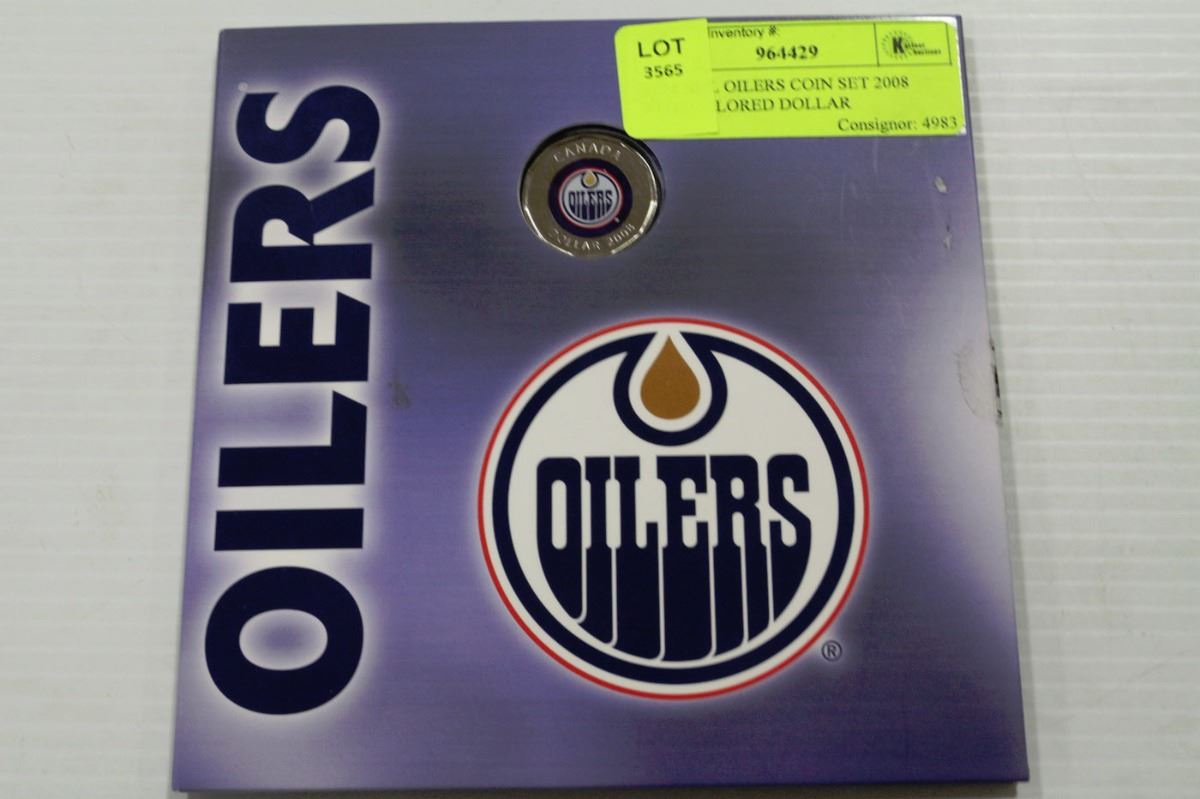 OILERS
LOT
3565
Inventory #:
964429
OILERS COIN SET 2008
LORED DOLLAR
Consignor: 4983
CANADA
OILERS
DOLLAR 2008
OILERS
®